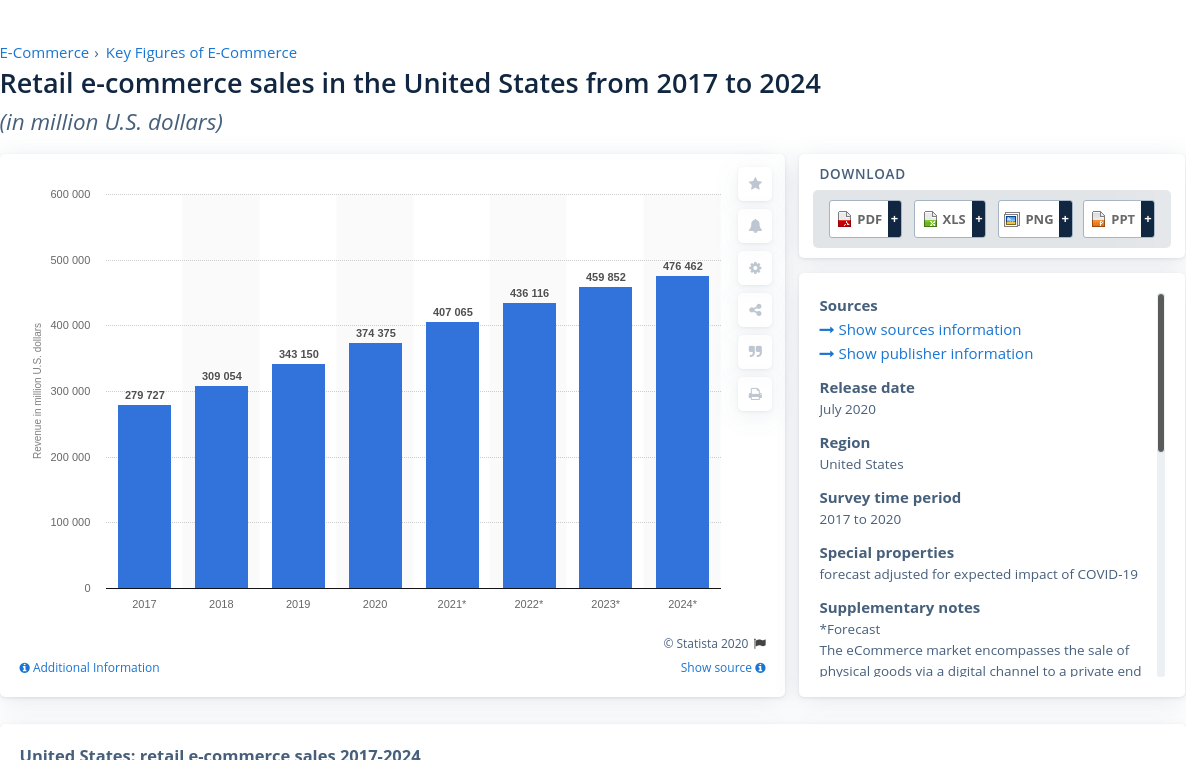 E-Commerce › Key Figures of E-Commerce
Retail e-commerce sales in the United States from 2017 to 2024
(in million U.S. dollars)
Revenue in million U.S. dollars
600 000
500 000
400 000
300 000
200 000
100 000
0
279 727
309 054
343 150
374 375
407 065
436 116
459 852
476 462
2017 2018 2019 2020 2021* 2022* 2023* 2024*
© Statista 2020
Additional Information
Show source
DOWNLOAD
PDF + XLS + PNG + PPT +
Sources
Show sources information
Show publisher information
Release date
July 2020
Region
United States
Survey time period
2017 to 2020
Special properties
forecast adjusted for expected impact of COVID-19
Supplementary notes
*Forecast
The eCommerce market encompasses the sale of
physical goods via a digital channel to a private end
United States: retail e-commerce sales 2017-2024